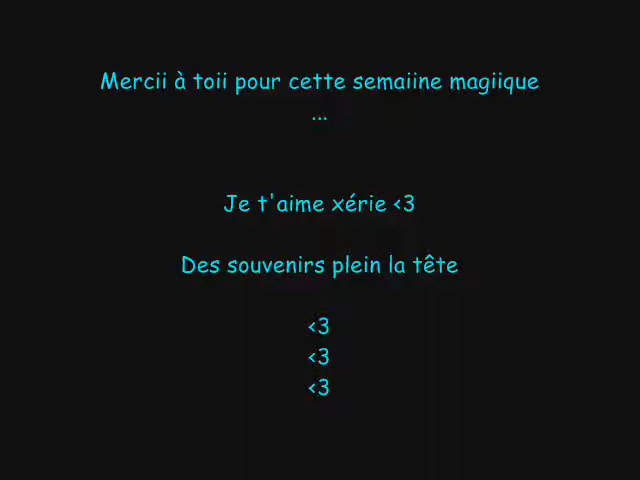 Mercii à toii pour cette semaiine magiique
...
Je t'aime xérie <3
Des souvenirs plein la tête
<3
<3
<3